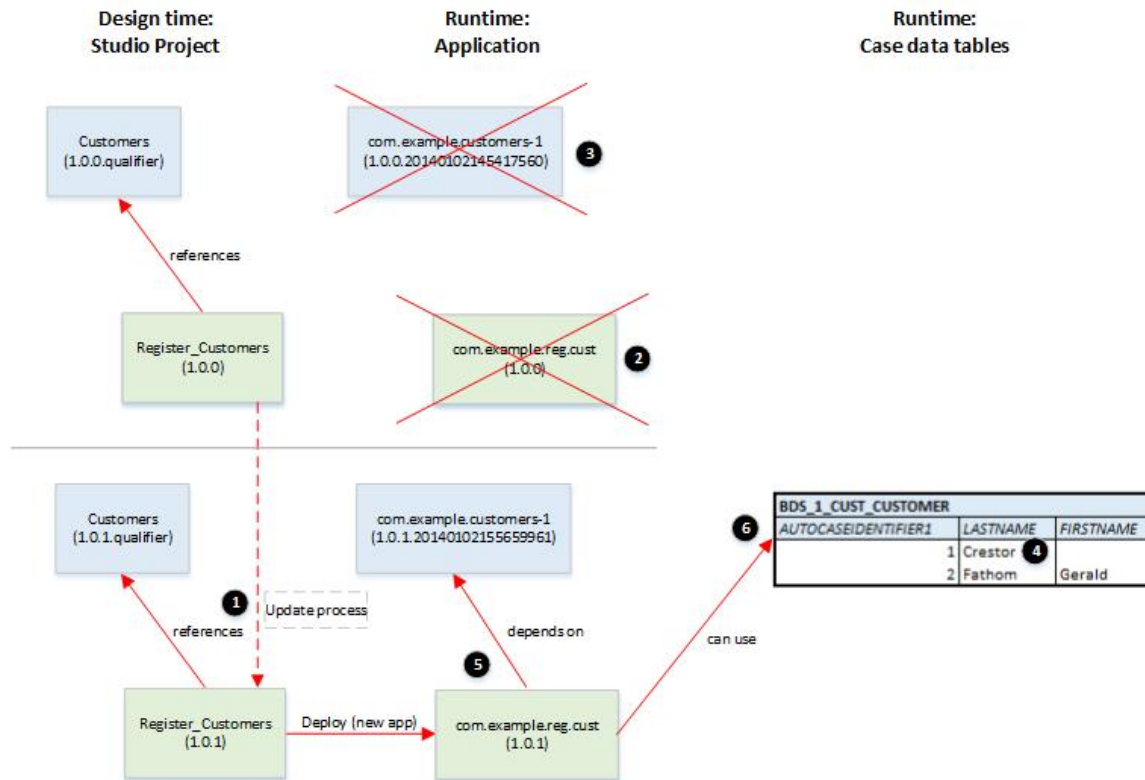 Design time:
Studio Project
Runtime:
Application
Runtime:
Case data tables
Customers
(1.0.0.qualifier)
com.example.customers-1
(1.0.0.20140102145417560)
3
references
Register_Customers
(1.0.0)
com.example.reg.cust
(1.0.0)
2
Customers
(1.0.1.qualifier)
com.example.customers-1
(1.0.1.20140102155659961)
BDS_1_CUST_CUSTOMER
6
AUTOCASEIDENTIFIER1 LASTNAME FIRSTNAME
1 Crestor 4
2 Fathom Gerald
1
Update process
references
depends on
can use
5
Register_Customers
(1.0.1)
Deploy (new app)
com.example.reg.cust
(1.0.1)